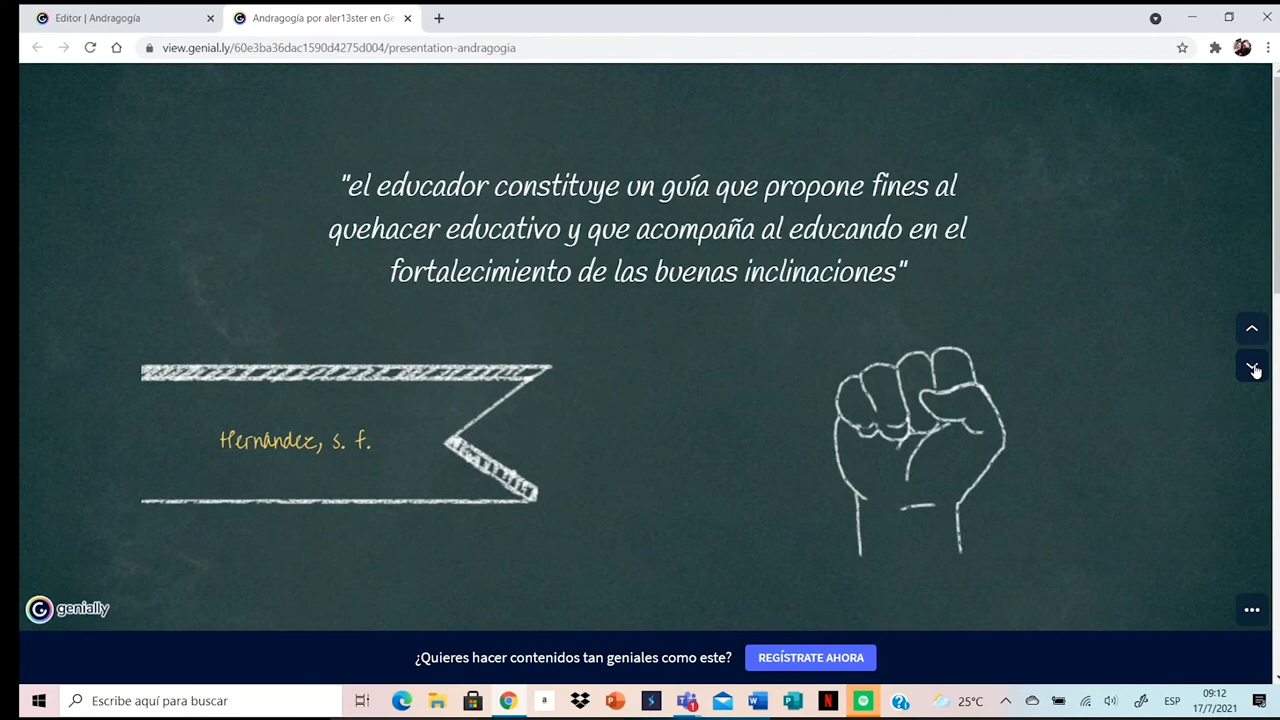 Editor | Andragogía
Andragogía por aler13ster en Ge
view.genial.ly/60e3ba36dac1590d4275d004/presentation-andragogia
"el educador constituye un guía que propone fines al
quehacer educativo y que acompaña al educando en el
fortalecimiento de las buenas inclinaciones"
Hernández, s. f.
genially
¿Quieres hacer contenidos tan geniales como este?
REGÍSTRATE AHORA
Escribe aquí para buscar
25°C
ESP
09:12
17/7/2021